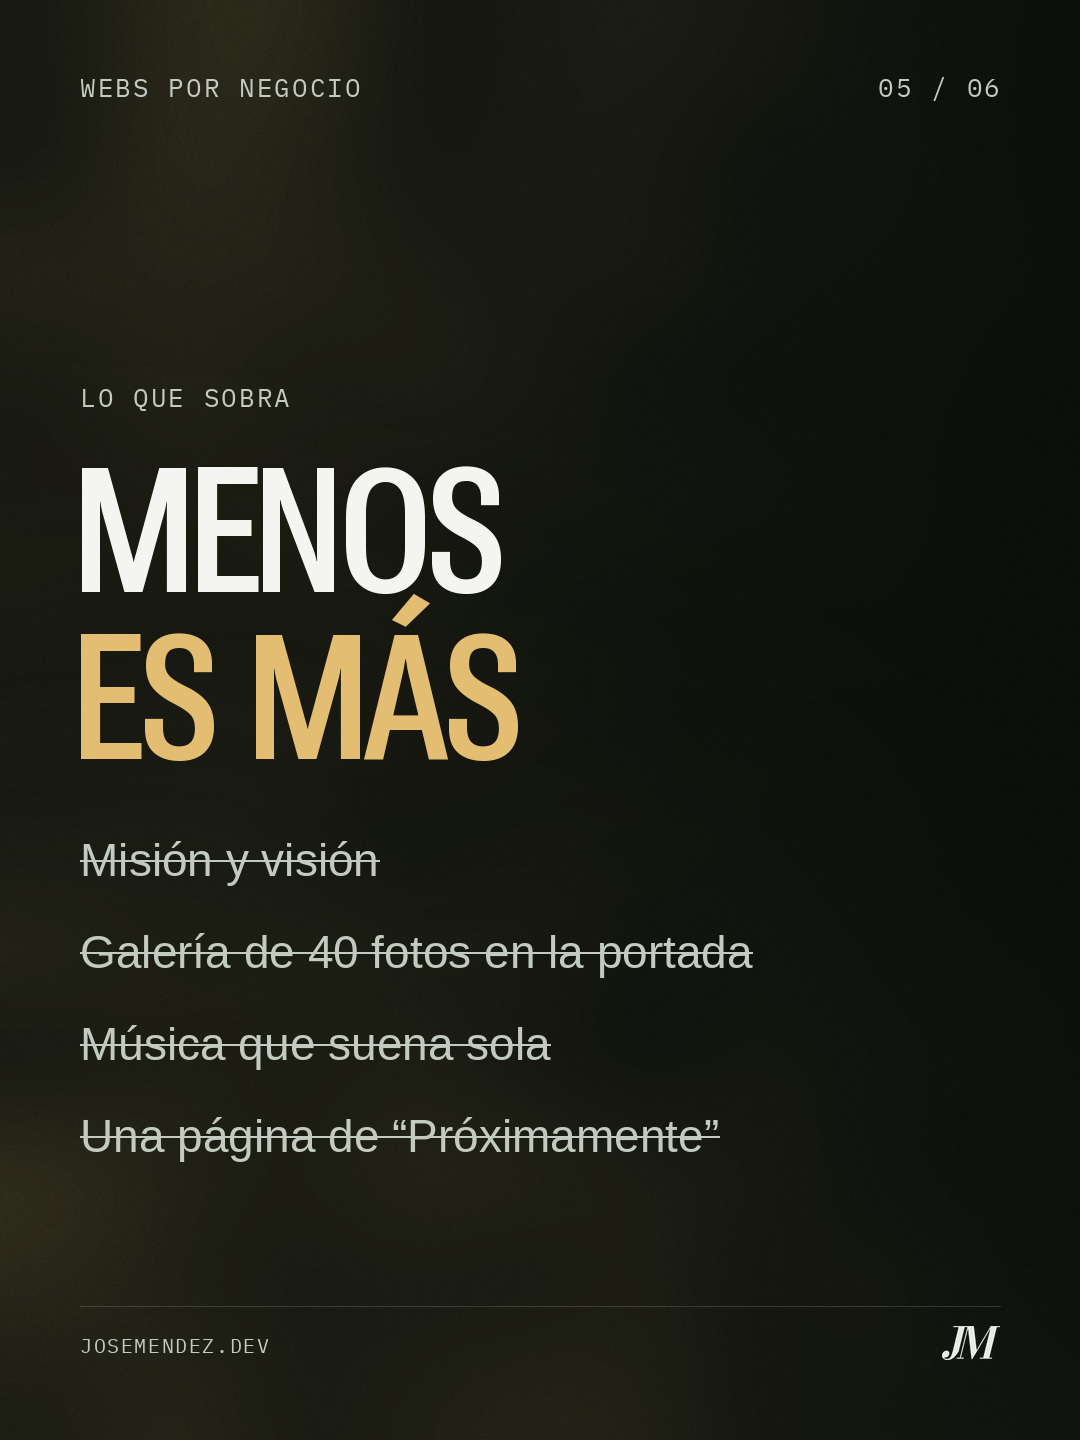 WEBS POR NEGOCIO
05 / 06
LO QUE SOBRA
MENOS
ES MÁS
Misión y visión
Galería de 40 fotos en la portada
Música que suena sola
Una página de “Próximamente”
JOSEMENDEZ.DEV
JM